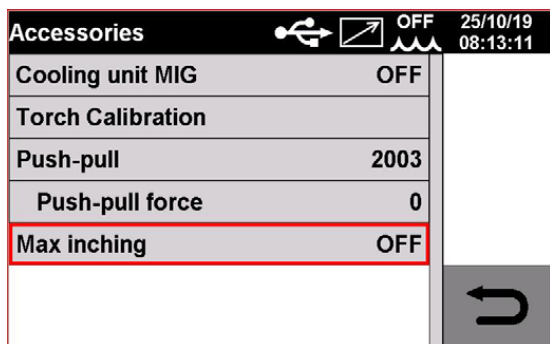 Accessories OFF 25/10/19
08:13:11
Cooling unit MIG OFF
Torch Calibration
Push-pull 2003
Push-pull force 0
Max inching OFF